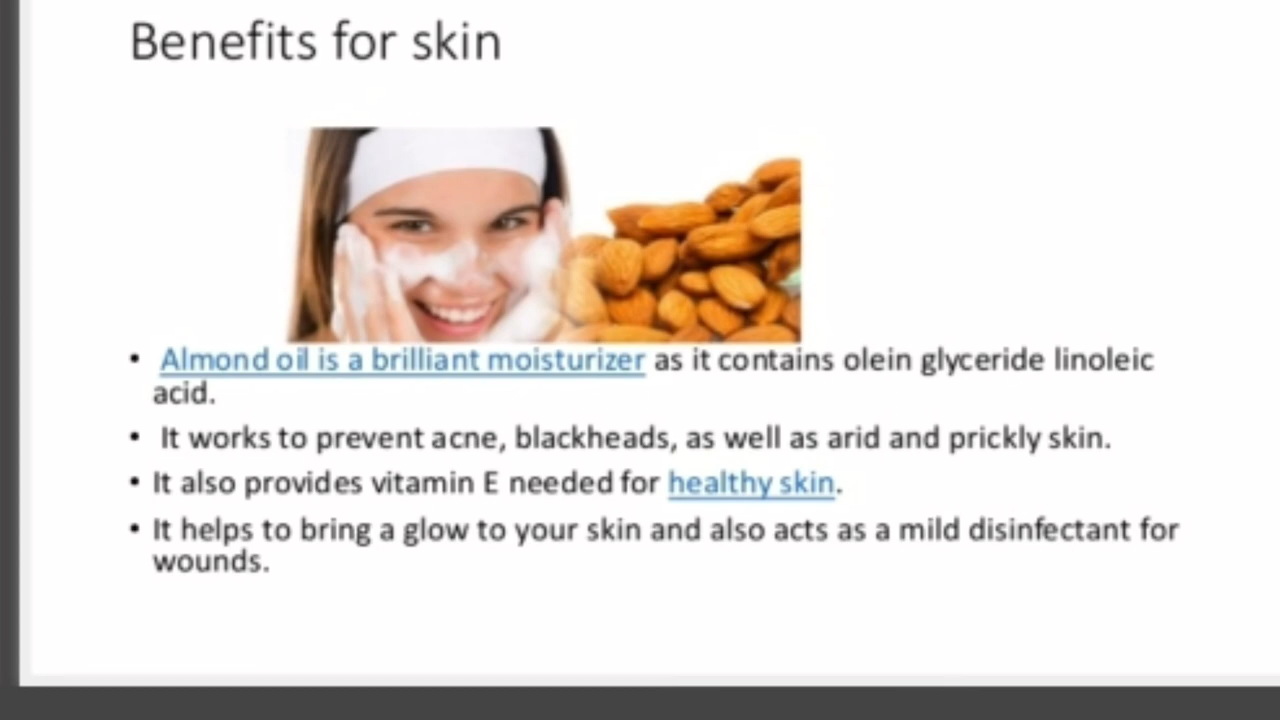 Benefits for skin
• Almond oil is a brilliant moisturizer as it contains olein glyceride linoleic
acid.
• It works to prevent acne, blackheads, as well as arid and prickly skin.
• It also provides vitamin E needed for healthy skin.
• It helps to bring a glow to your skin and also acts as a mild disinfectant for
wounds.